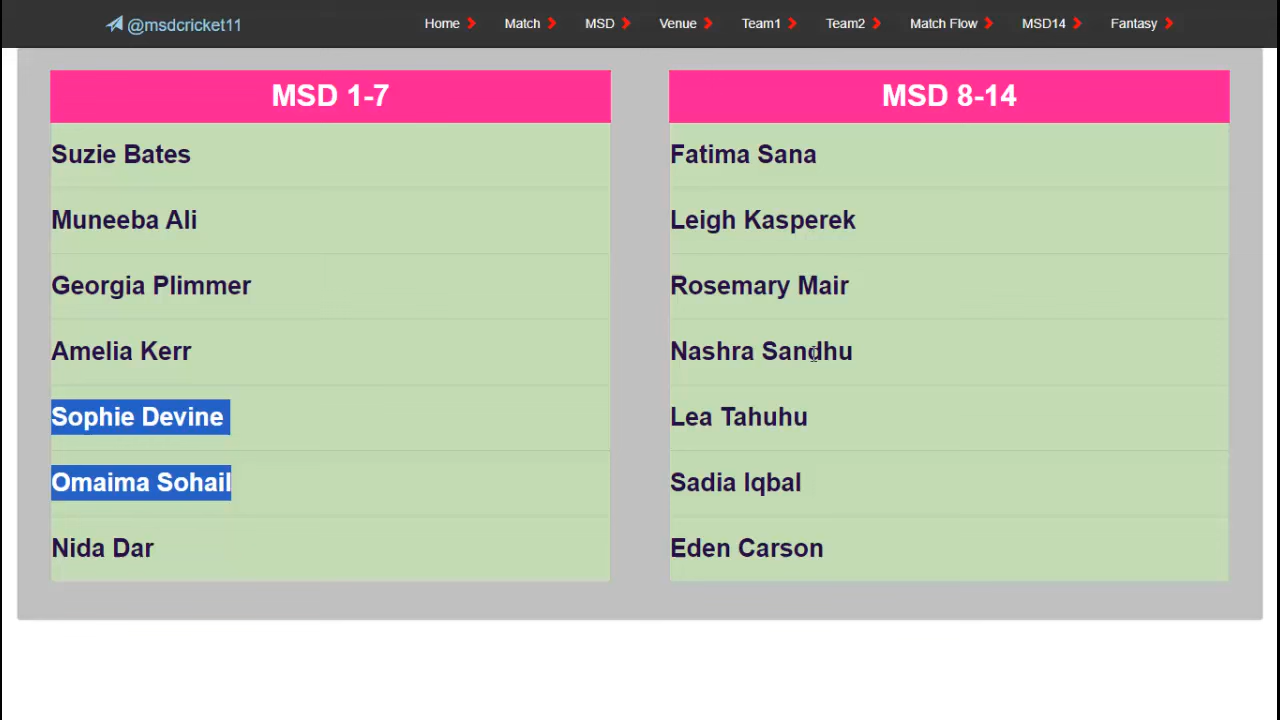 @msdcricket11
Home Match MSD Venue Team1 Team2 Match Flow MSD14 Fantasy
MSD 1-7
Suzie Bates
Muneeba Ali
Georgia Plimmer
Amelia Kerr
Sophie Devine
Omaima Sohail
Nida Dar
MSD 8-14
Fatima Sana
Leigh Kasperek
Rosemary Mair
Nashra Sandhu
Lea Tahuhu
Sadia Iqbal
Eden Carson